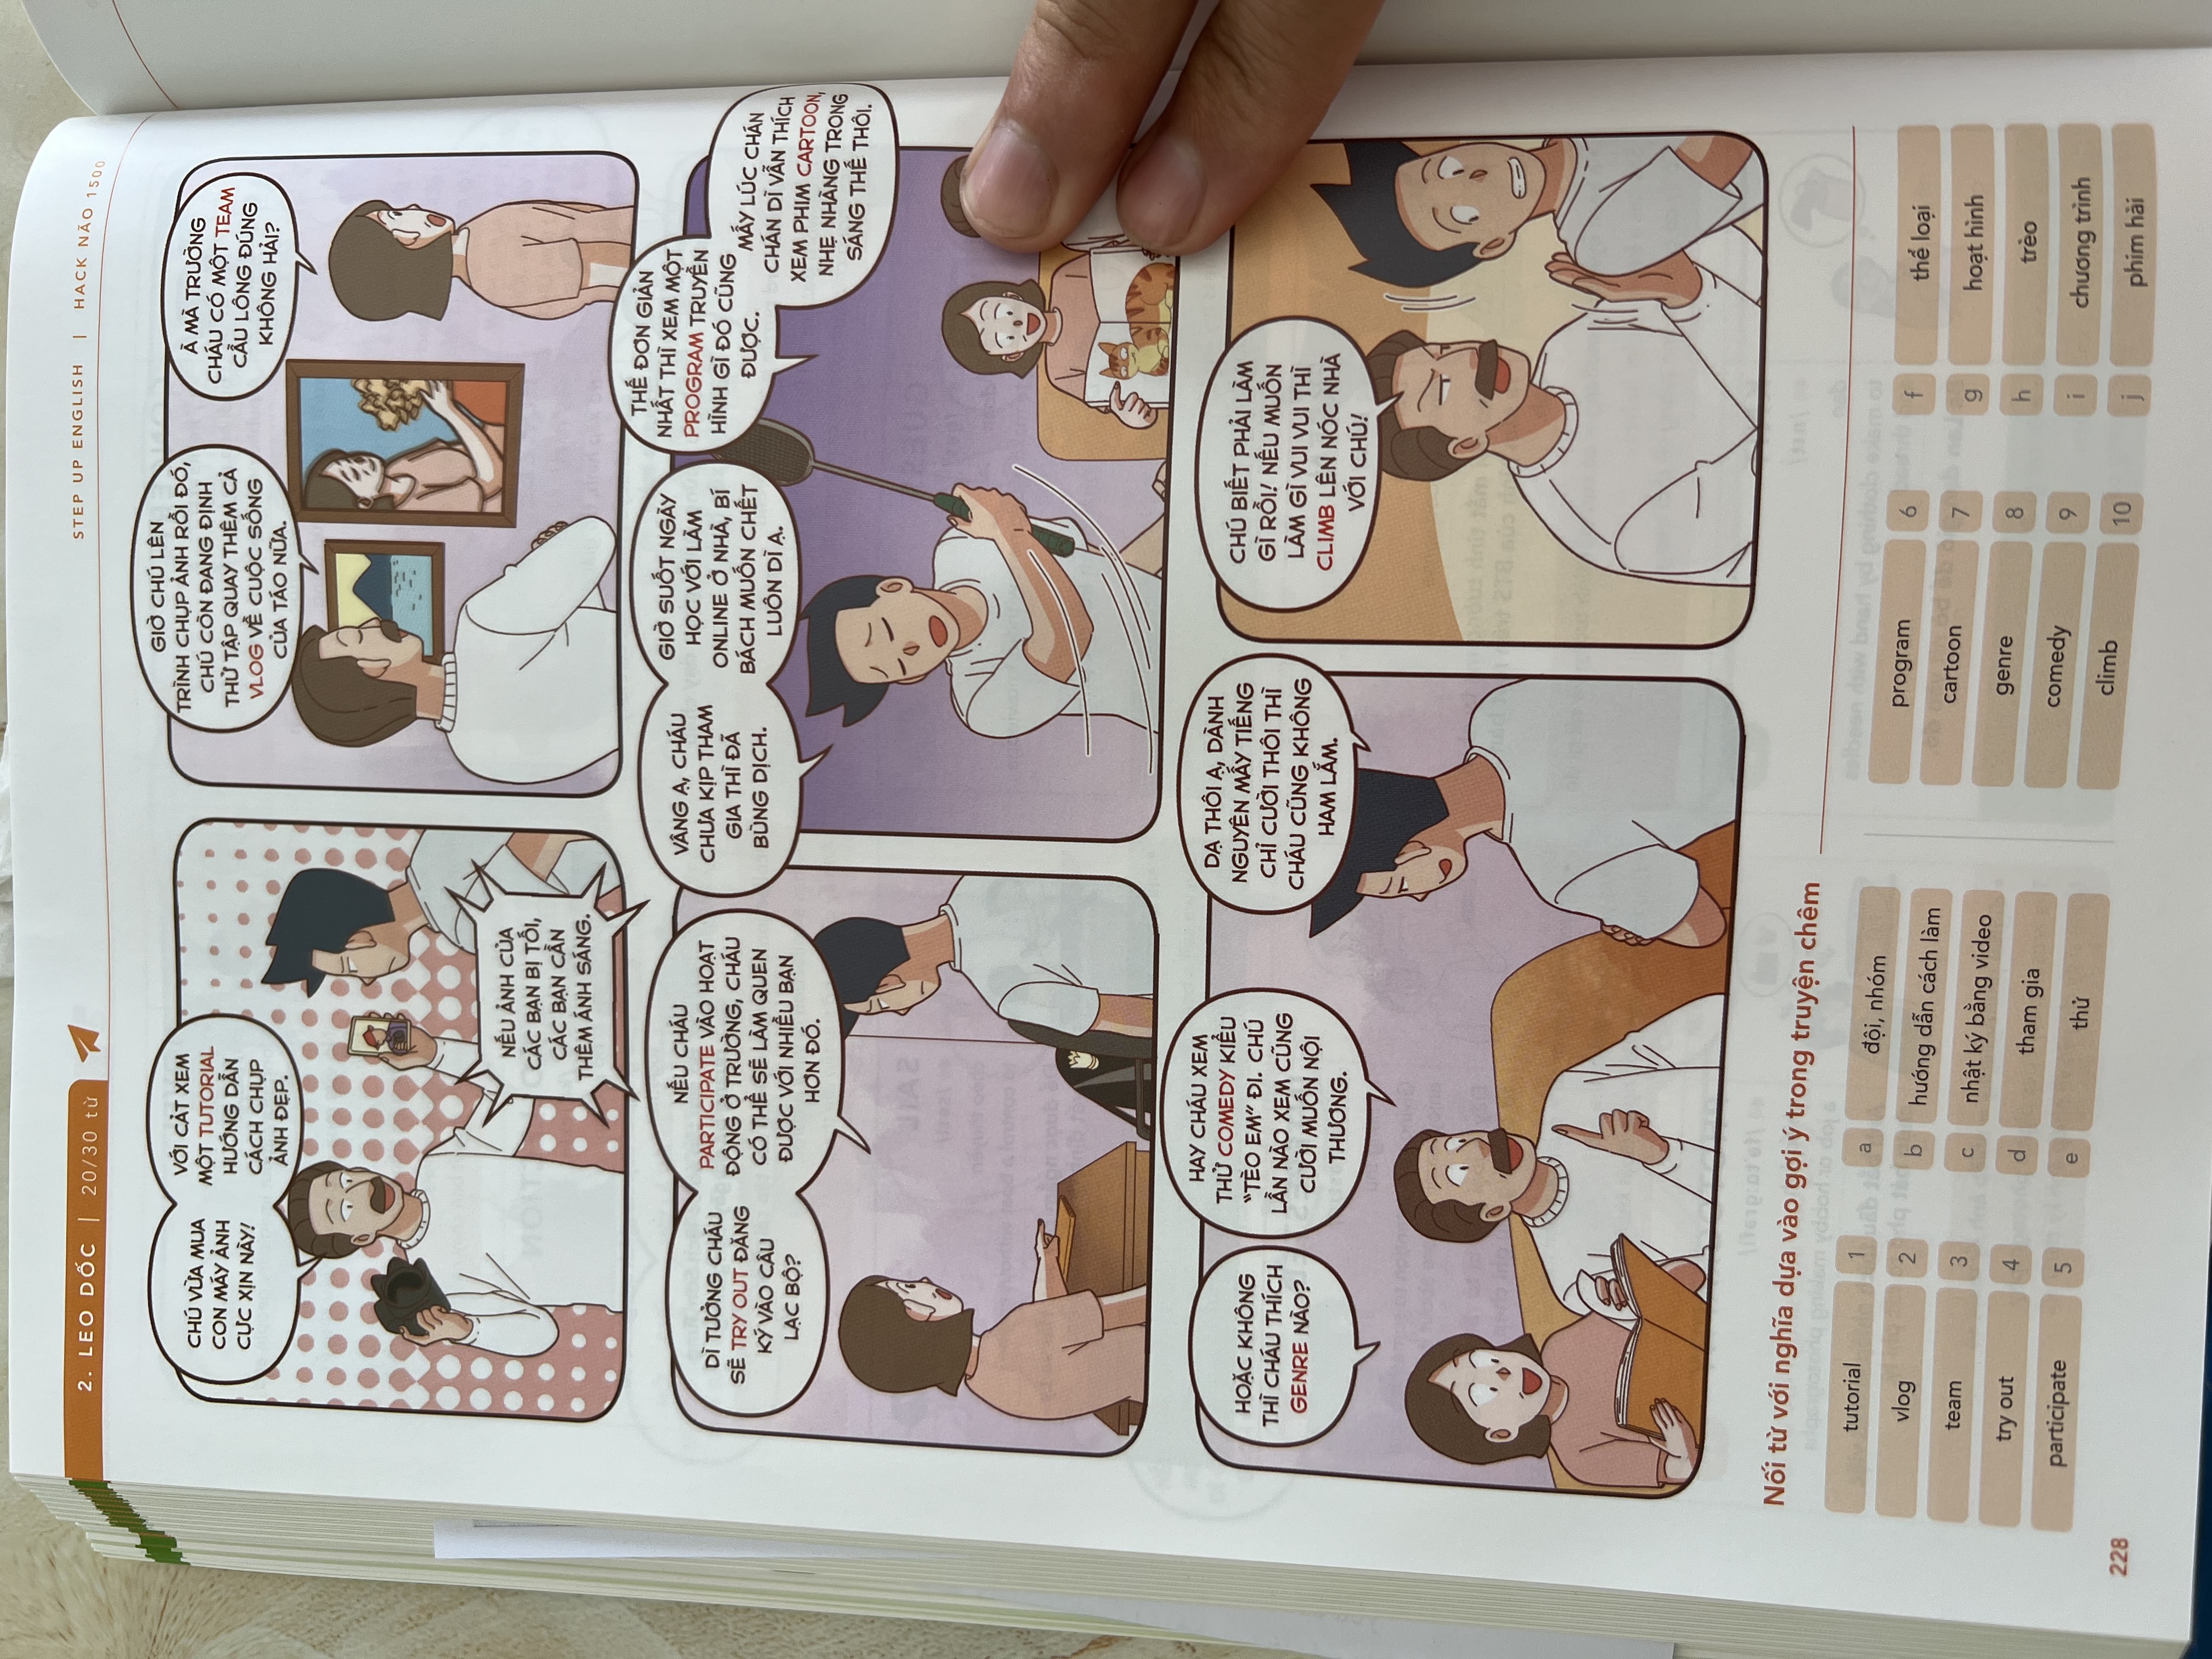 2. LEO DỐC | 20/30 từ
STEP UP ENGLISH | HACK NÃO 1500
CHÚ VỪA MUA
CON MÁY ẢNH
CỰC XỊN NÀY!
VỚI CẢT XEM
MỘT TUTORIAL
HƯỚNG DẪN
CÁCH CHỤP
ẢNH ĐẸP.
NẾU ẢNH CỦA
CÁC BẠN BỊ TỐI,
CÁC BẠN CẦN
THÊM ÁNH SÁNG.
GIỜ CHÚ LÊN
TRÌNH CHỤP ẢNH RỒI ĐÓ,
CHÚ CÒN ĐANG ĐỊNH
THỬ TẬP QUAY THÊM CẢ
VLOG VỀ CUỘC SỐNG
CỦA TÁO NỮA.
À MÀ TRƯỜNG
CHÁU CÓ MỘT TEAM
CẦU LÔNG ĐÚNG
KHÔNG HẢI?
DÌ TƯỞNG CHÁU
SẼ TRY OUT ĐĂNG
KÝ VÀO CÂU
LẠC BỘ?
NẾU CHÁU
PARTICIPATE VÀO HOẠT
ĐỘNG Ở TRƯỜNG, CHÁU
CÓ THỂ SẼ LÀM QUEN
ĐƯỢC VỚI NHIỀU BẠN
HƠN ĐÓ.
VÂNG Ạ, CHÁU
CHƯA KỊP THAM
GIA THÌ ĐÃ
BÙNG DỊCH.
GIỜ SUỐT NGÀY
HỌC VỚI LÀM
ONLINE Ở NHÀ, BÍ
BÁCH MUỐN CHẾT
LUÔN DÌ Ạ.
THẾ ĐƠN GIẢN
NHẤT THÌ XEM MỘT
PROGRAM TRUYỀN
HÌNH GÌ ĐÓ CŨNG
ĐƯỢC.
MẤY LÚC CHÁN
CHÁN DÌ VẪN THÍCH
XEM PHIM CARTOON,
NHẸ NHÀNG TRONG
SÁNG THẾ THÔI.
HOẶC KHÔNG
THÌ CHÁU THÍCH
GENRE NÀO?
HAY CHÁU XEM
THỬ COMEDY KIỂU
“TÈO EM” ĐI. CHÚ
LẦN NÀO XEM CŨNG
CƯỜI MUỐN NỘI
THƯƠNG.
DẠ THÔI Ạ, DÀNH
NGUYÊN MẤY TIẾNG
CHỈ CƯỜI THÔI THÌ
CHÁU CŨNG KHÔNG
HAM LẮM.
CHÚ BIẾT PHẢI LÀM
GÌ RỒI! NẾU MUỐN
LÀM GÌ VUI VUI THÌ
CLIMB LÊN NÓC NHÀ
VỚI CHÚ!
Nối từ với nghĩa dựa vào gợi ý trong truyện chêm
tutorial 1 a đội, nhóm
vlog 2 b hướng dẫn cách làm
team 3 c nhật ký bằng video
try out 4 d tham gia
participate 5 e thử
program 6 f thể loại
cartoon 7 g hoạt hình
genre 8 h trèo
comedy 9 i chương trình
climb 10 j phim hài
228